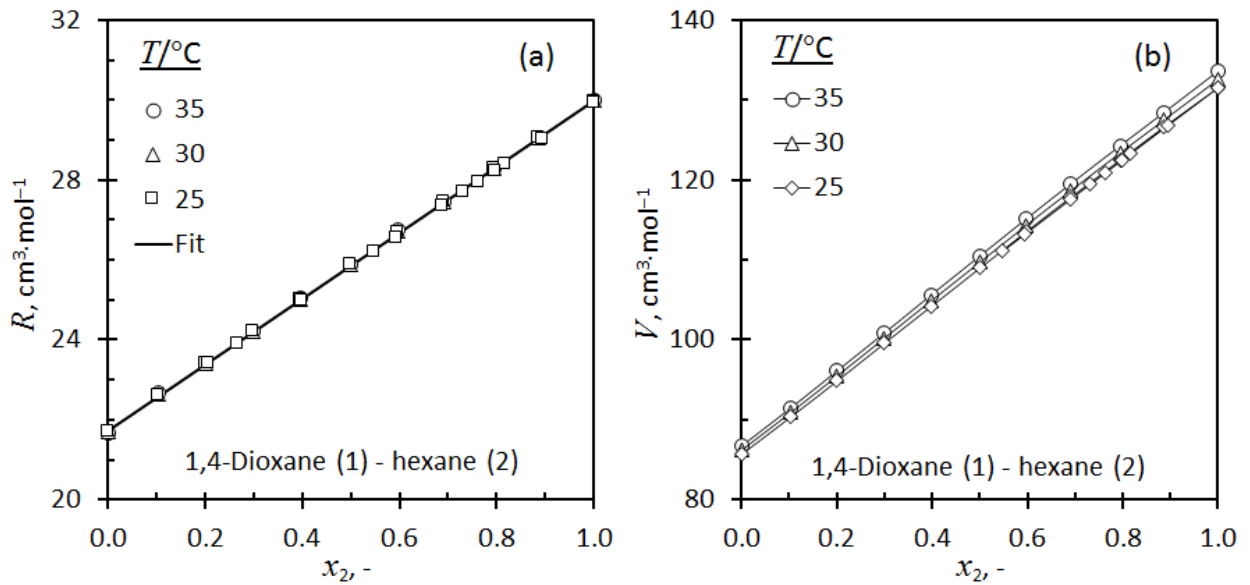 32
28
24
20
R, cm³·mol⁻¹
T/°C
35
30
25
Fit
(a)
1,4-Dioxane (1) - hexane (2)
0.0 0.2 0.4 0.6 0.8 1.0
x₂, -
140
120
100
80
V, cm³·mol⁻¹
T/°C
35
30
25
(b)
1,4-Dioxane (1) - hexane (2)
0.0 0.2 0.4 0.6 0.8 1.0
x₂, -